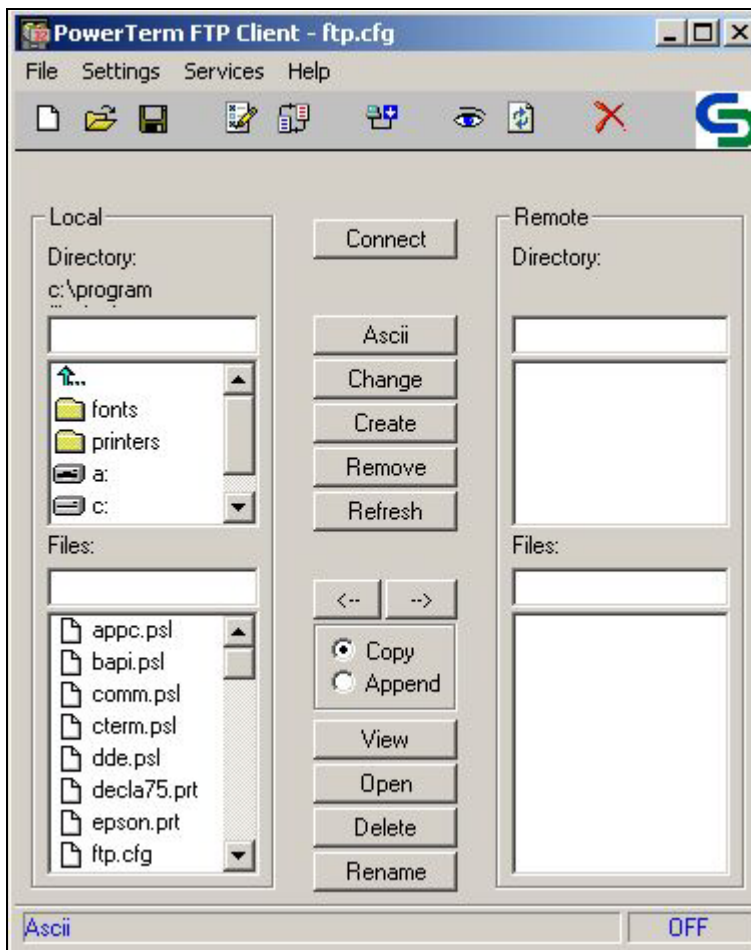 PowerTerm FTP Client - ftp.cfg
File Settings Services Help
Local
Directory:
c:\program
fonts
printers
a:
c:
Files:
appc.psl
bapi.psl
comm.psl
cterm.psl
dde.psl
decla75.prt
epson.prt
ftp.cfg
Connect
Ascii
Change
Create
Remove
Refresh
<--
-->
Copy
Append
View
Open
Delete
Rename
Remote
Directory:
Files:
Ascii
OFF